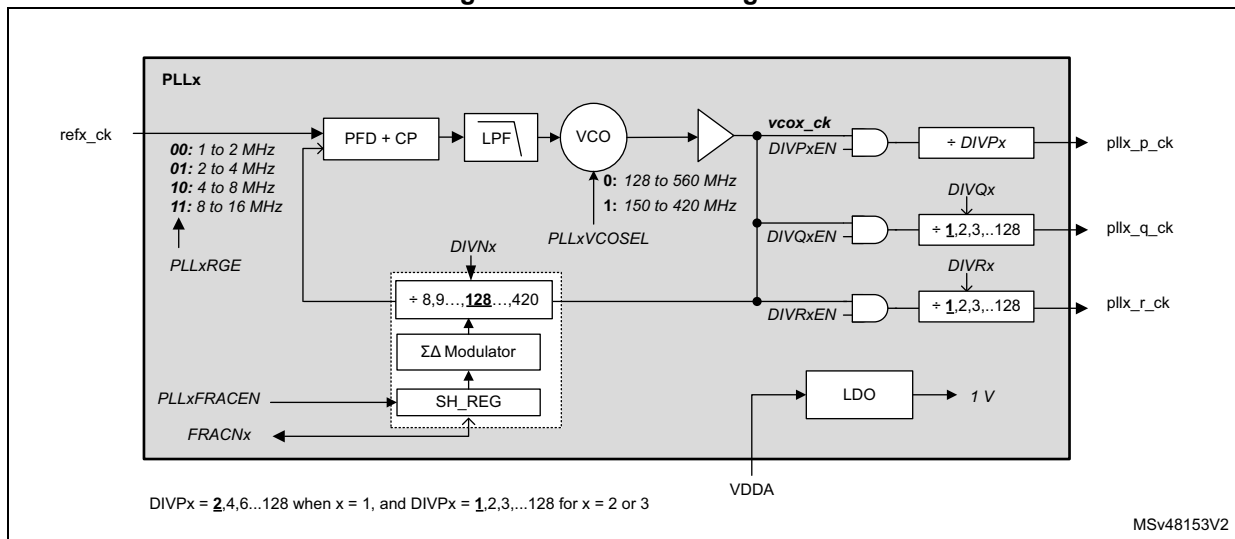 PLLx
refx_ck
00: 1 to 2 MHz
01: 2 to 4 MHz
10: 4 to 8 MHz
11: 8 to 16 MHz
PLLxRGE
PFD + CP
LPF
VCO
0: 128 to 560 MHz
1: 150 to 420 MHz
PLLxVCOSEL
vcox_ck
DIVPxEN
÷ DIVPx
pllx_p_ck
DIVQx
DIVQxEN
÷ 1,2,3,..128
pllx_q_ck
DIVRx
DIVRxEN
÷ 1,2,3,..128
pllx_r_ck
DIVNx
÷ 8,9...,128...,420
ΣΔ Modulator
SH_REG
PLLxFRACEN
FRACNx
LDO
1 V
VDDA
DIVPx = 2,4,6...128 when x = 1, and DIVPx = 1,2,3,...128 for x = 2 or 3
MSv48153V2